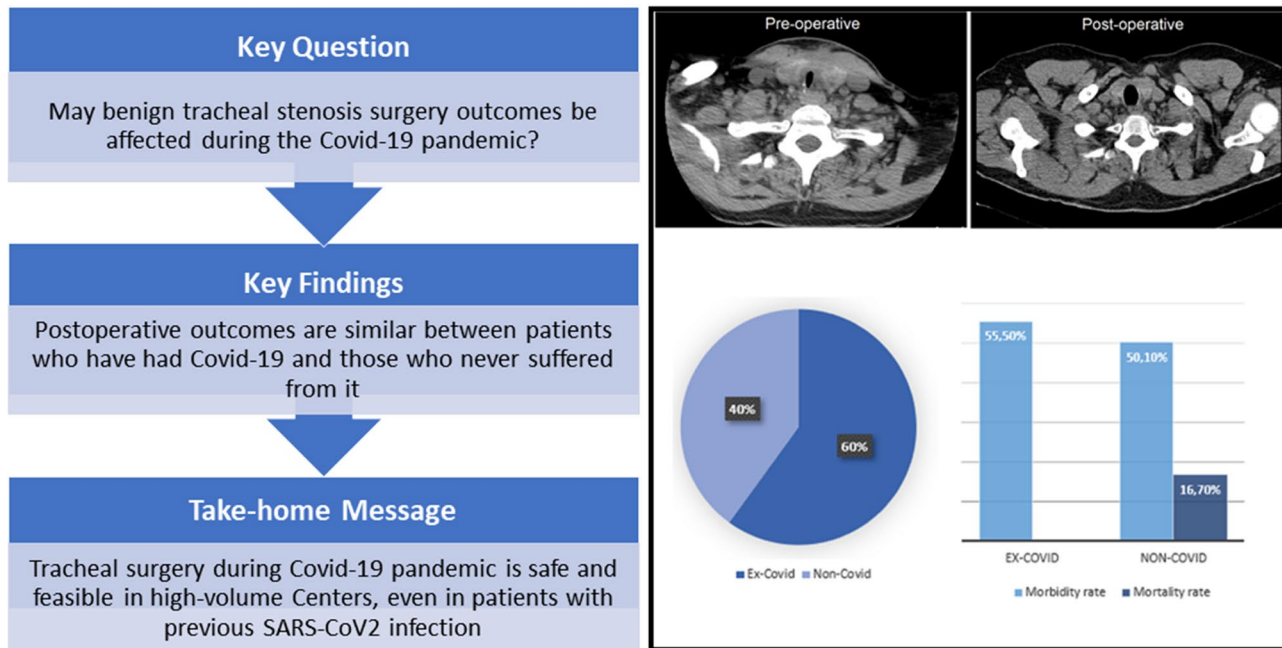 Key Question
May benign tracheal stenosis surgery outcomes be
affected during the Covid-19 pandemic?
Key Findings
Postoperative outcomes are similar between patients
who have had Covid-19 and those who never suffered
from it
Take-home Message
Tracheal surgery during Covid-19 pandemic is safe and
feasible in high-volume Centers, even in patients with
previous SARS-CoV2 infection
Pre-operative
Post-operative
40%
60%
Ex-Covid
Non-Covid
55,50%
50,10%
16,70%
EX-COVID
NON-COVID
Morbidity rate
Mortality rate